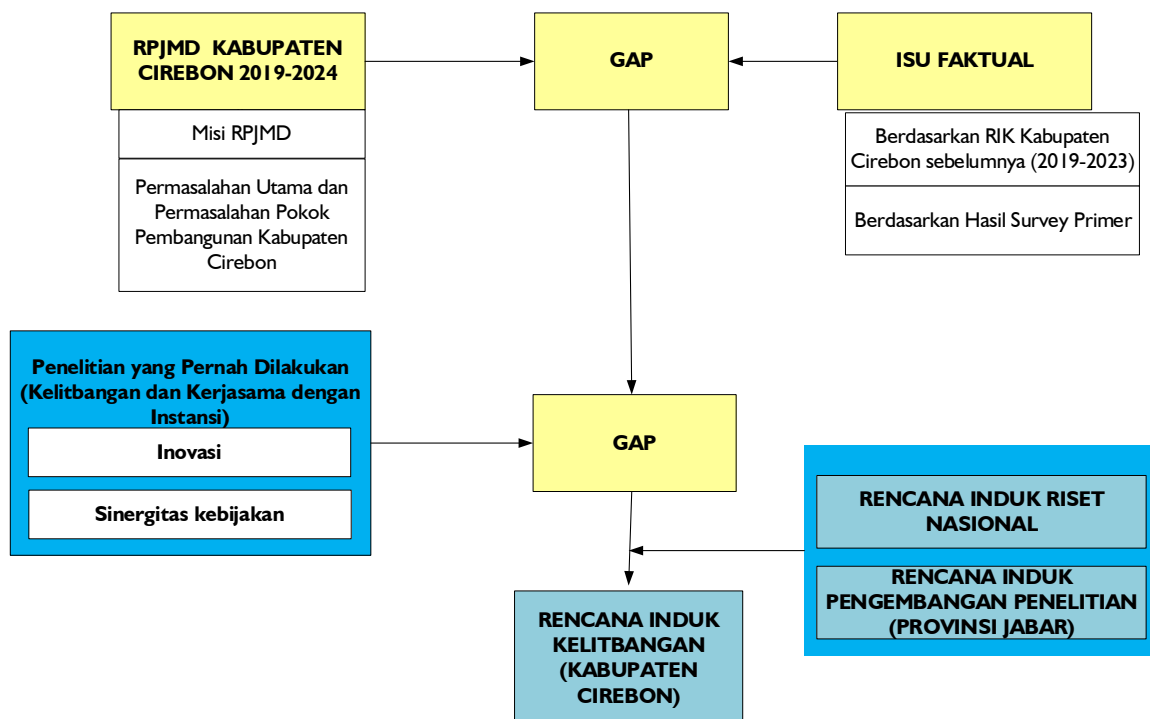 RPJMD KABUPATEN
CIREBON 2019-2024
GAP
ISU FAKTUAL
Misi RPJMD
Permasalahan Utama dan
Permasalahan Pokok
Pembangunan Kabupaten
Cirebon
Berdasarkan RIK Kabupaten
Cirebon sebelumnya (2019-2023)
Berdasarkan Hasil Survey Primer
Penelitian yang Pernah Dilakukan
(Kelitbangan dan Kerjasama dengan
Instansi)
Inovasi
Sinergitas kebijakan
GAP
RENCANA INDUK RISET
NASIONAL
RENCANA INDUK
PENGEMBANGAN PENELITIAN
(PROVINSI JABAR)
RENCANA INDUK
KELITBANGAN
(KABUPATEN
CIREBON)